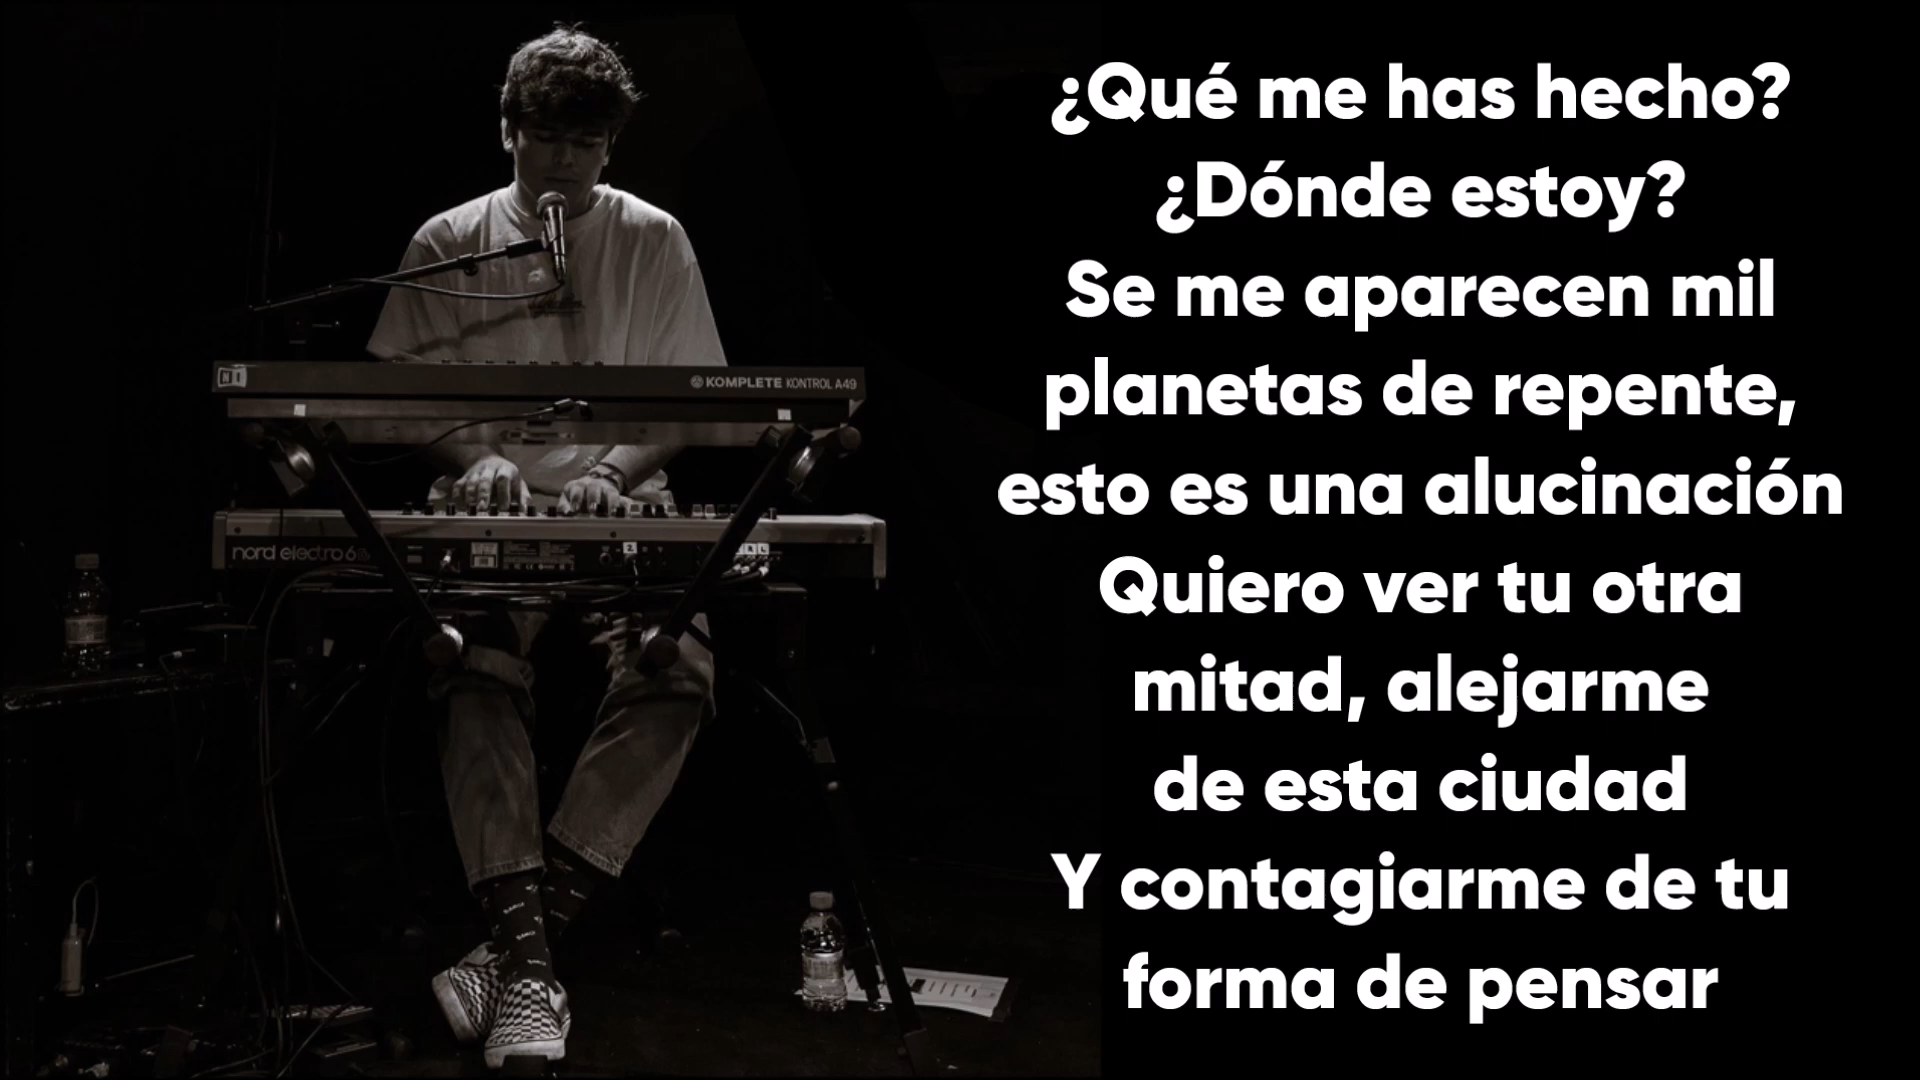 ¿Qué me has hecho?
¿Dónde estoy?
Se me aparecen mil
planetas de repente,
esto es una alucinación
Quiero ver tu otra
mitad, alejarme
de esta ciudad
Y contagiarme de tu
forma de pensar
NI
KOMPLETE KONTROL A49
nord electro 6
2